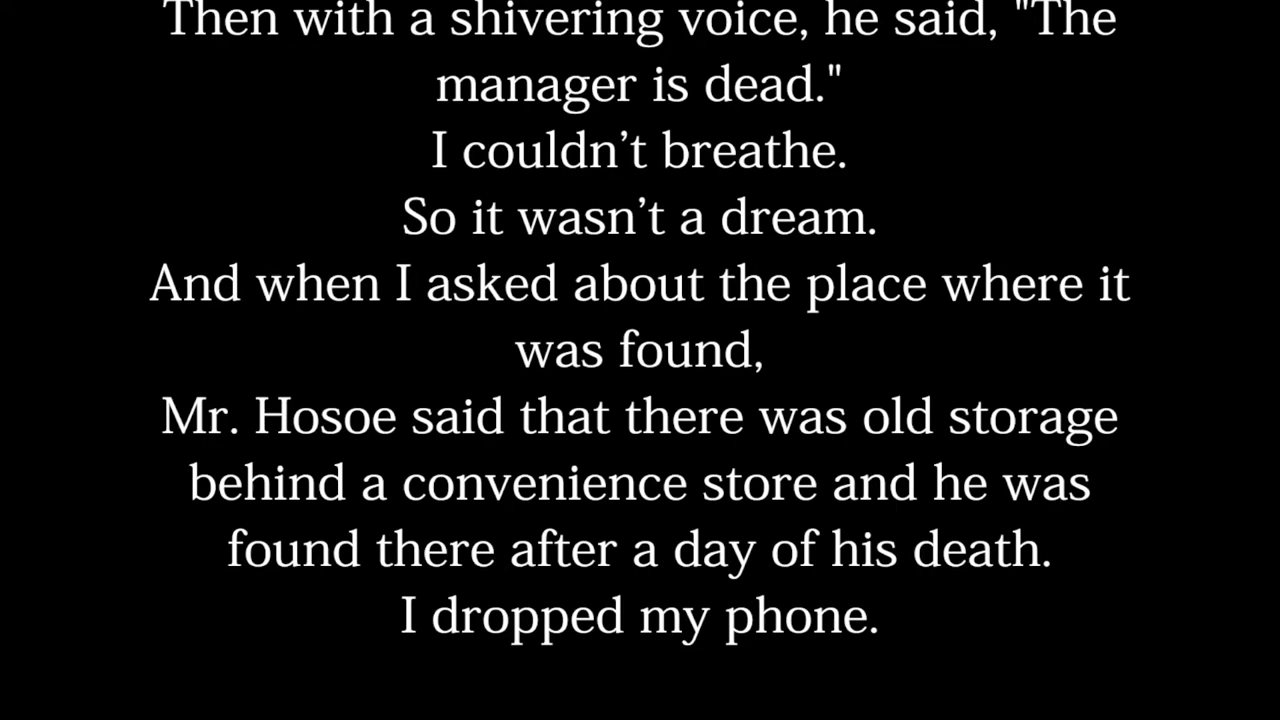 Then with a shivering voice, he said, "The
manager is dead."
I couldn’t breathe.
So it wasn’t a dream.
And when I asked about the place where it
was found,
Mr. Hosoe said that there was old storage
behind a convenience store and he was
found there after a day of his death.
I dropped my phone.